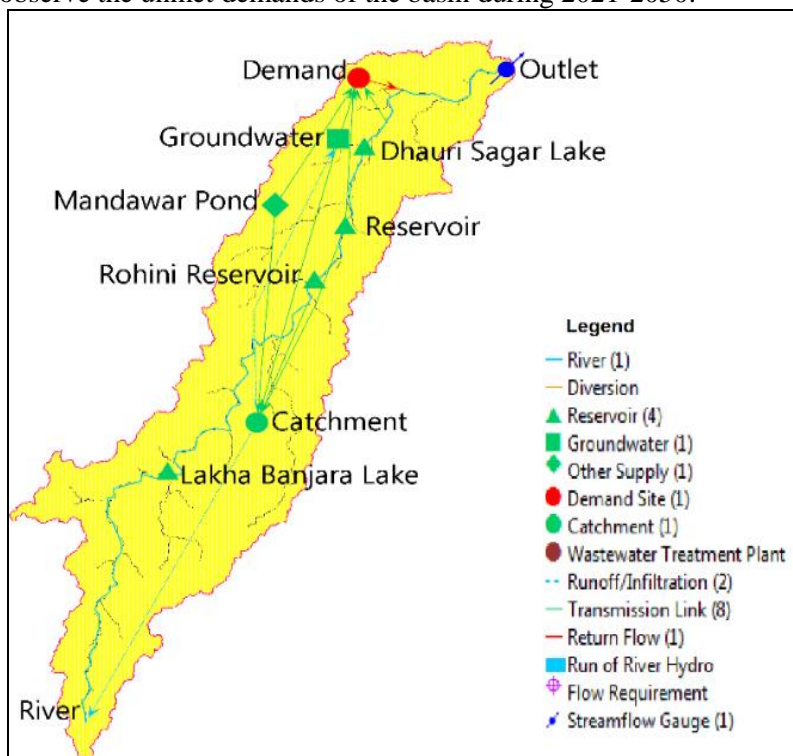 observe the unmet demands of the basin during 2021-2030.
Demand
Outlet
Groundwater
Dhauri Sagar Lake
Mandawar Pond
Reservoir
Rohini Reservoir
Catchment
Lakha Banjara Lake
River
Legend
River (1)
Diversion
Reservoir (4)
Groundwater (1)
Other Supply (1)
Demand Site (1)
Catchment (1)
Wastewater Treatment Plant
Runoff/Infiltration (2)
Transmission Link (8)
Return Flow (1)
Run of River Hydro
Flow Requirement
Streamflow Gauge (1)